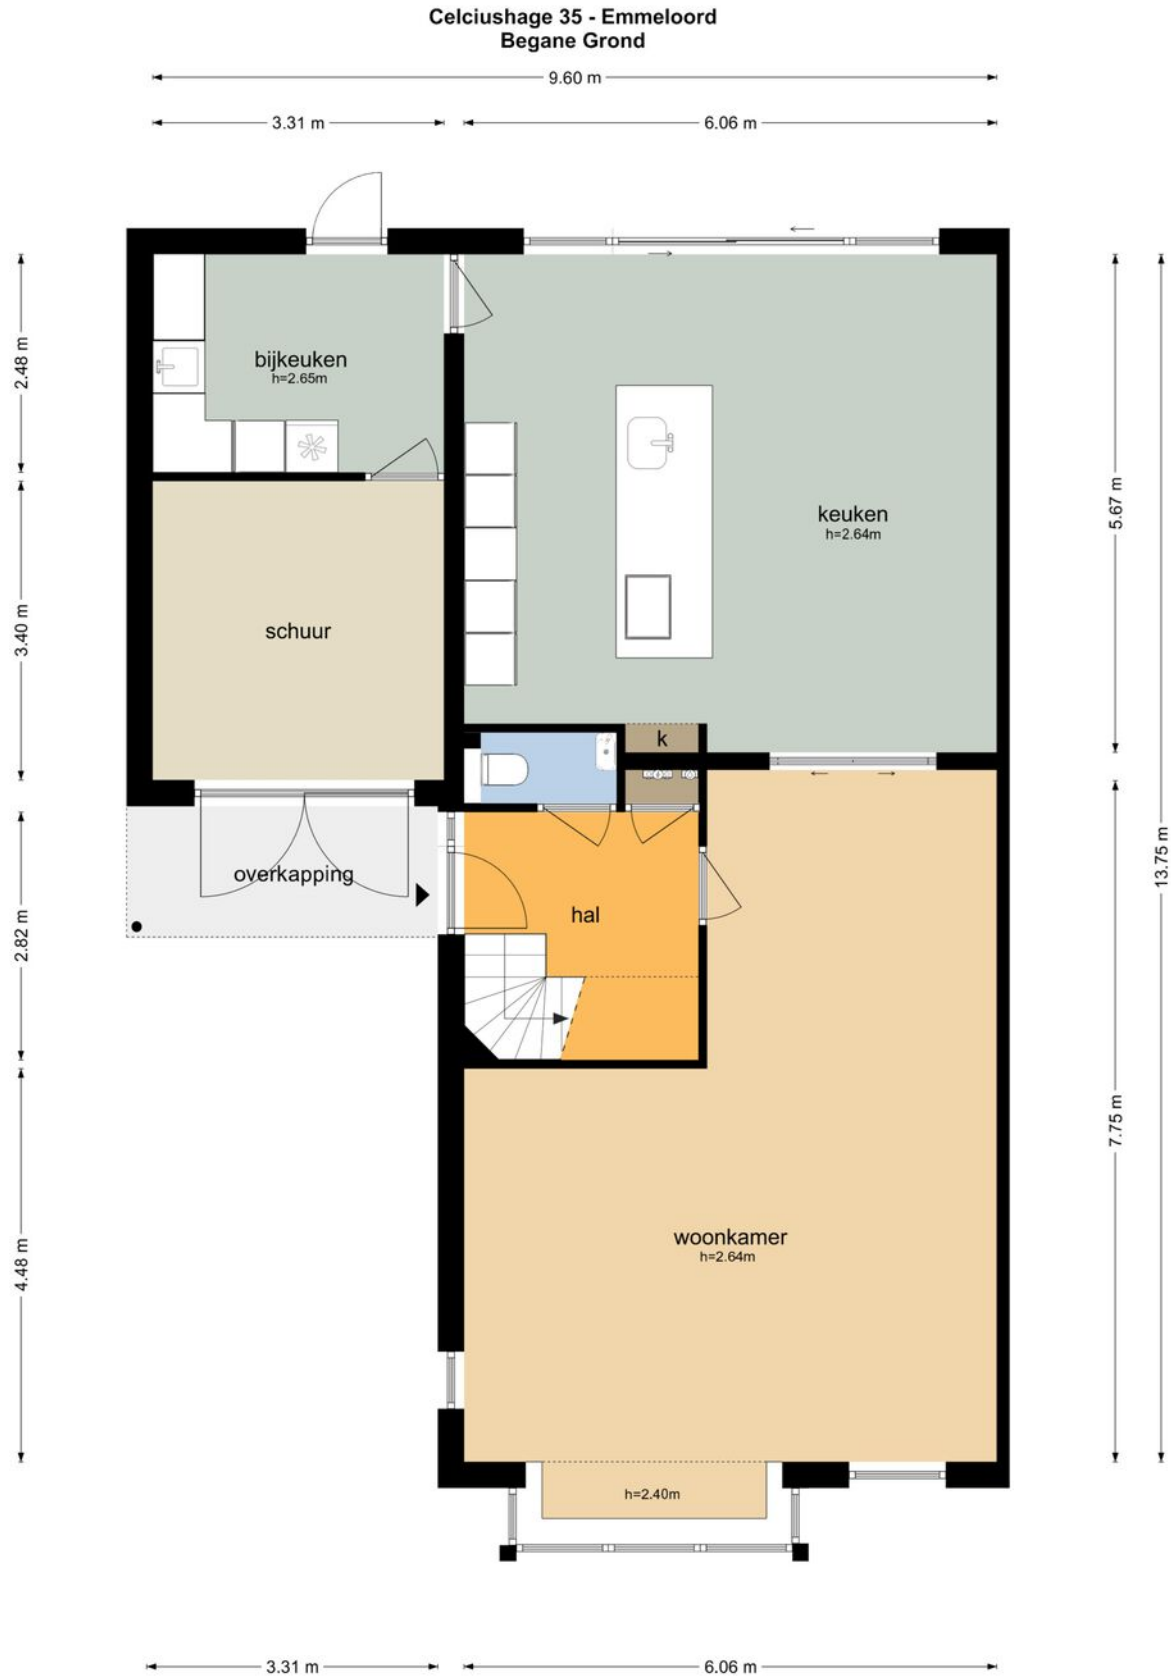 Celciushage 35 - Emmeloord
Begane Grond
9.60 m
3.31 m
6.06 m
2.48 m
bijkeuken
h=2.65m
keuken
h=2.64m
5.67 m
3.40 m
schuur
k
13.75 m
overkapping
hal
2.82 m
7.75 m
4.48 m
woonkamer
h=2.64m
h=2.40m
3.31 m
6.06 m